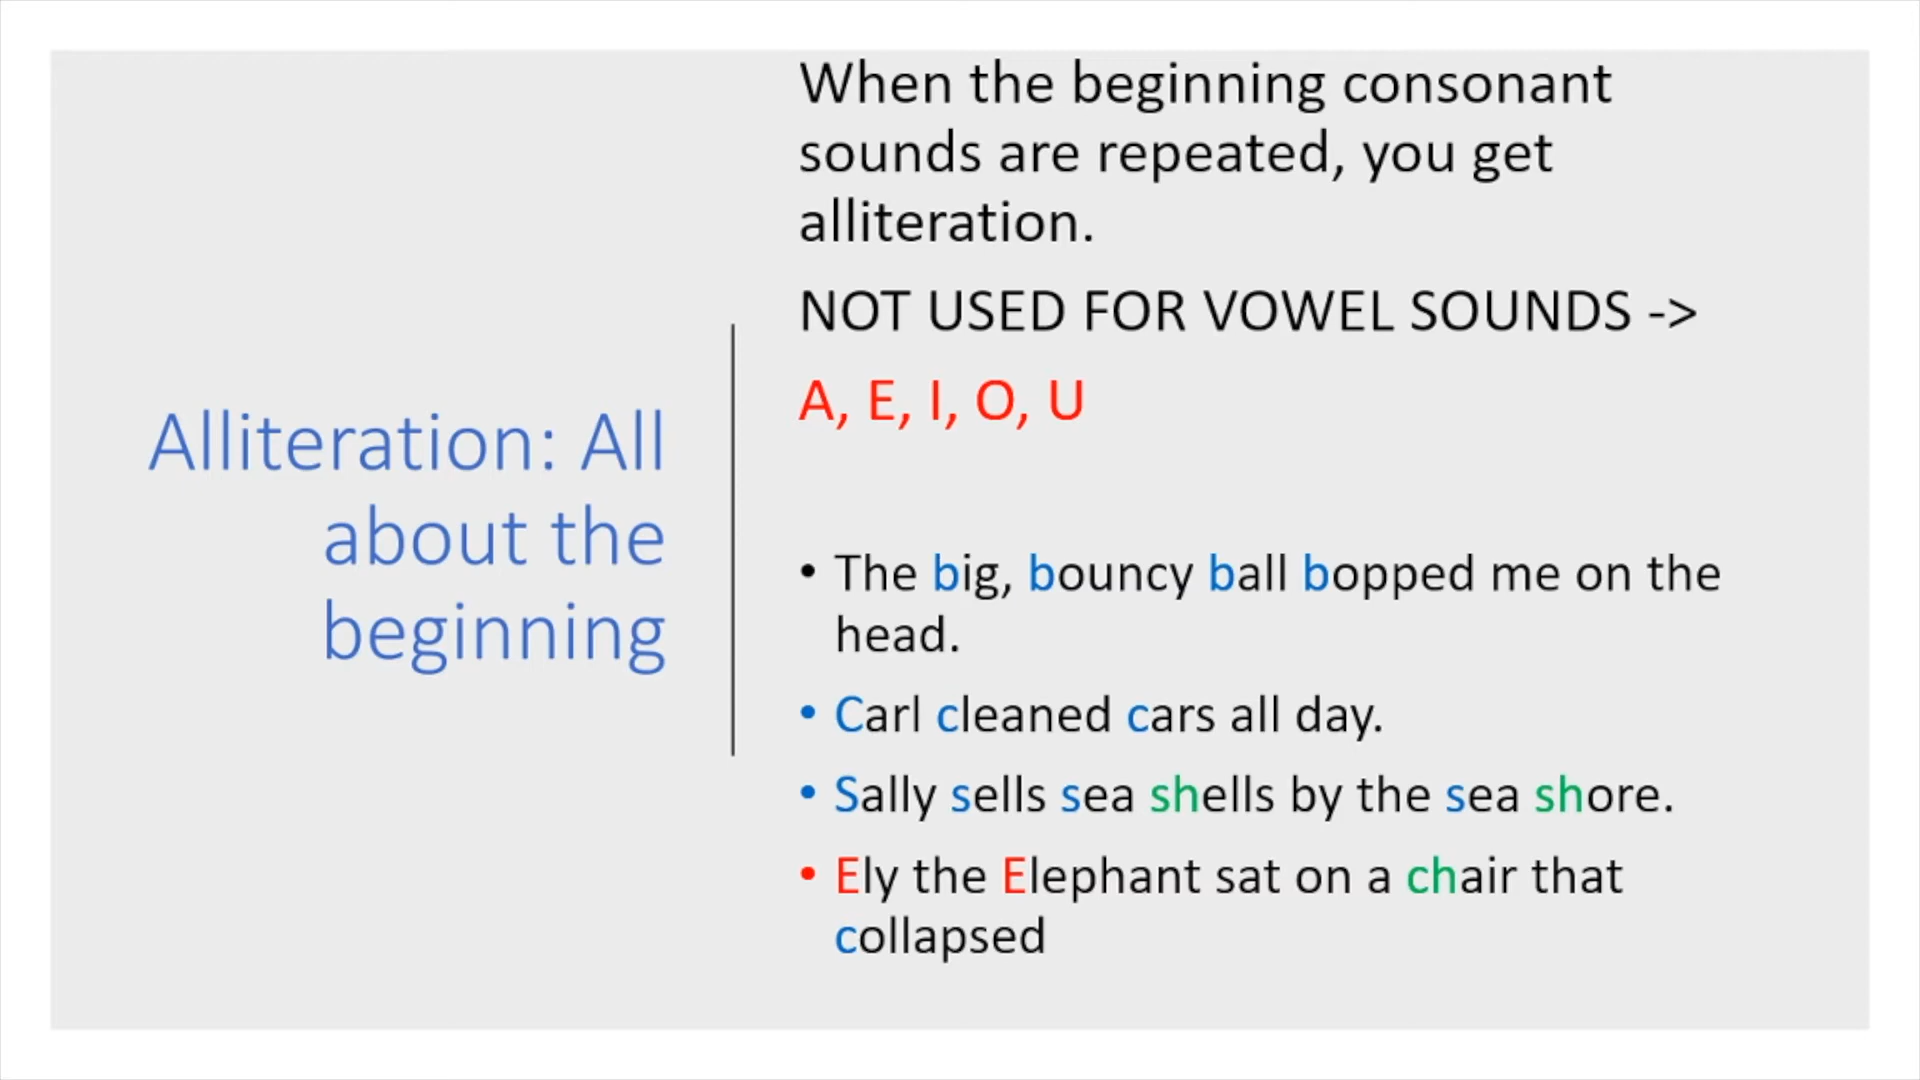 Alliteration: All
about the
beginning
When the beginning consonant
sounds are repeated, you get
alliteration.
NOT USED FOR VOWEL SOUNDS ->
A, E, I, O, U
• The big, bouncy ball bopped me on the
head.
• Carl cleaned cars all day.
• Sally sells sea shells by the sea shore.
• Ely the Elephant sat on a chair that
collapsed